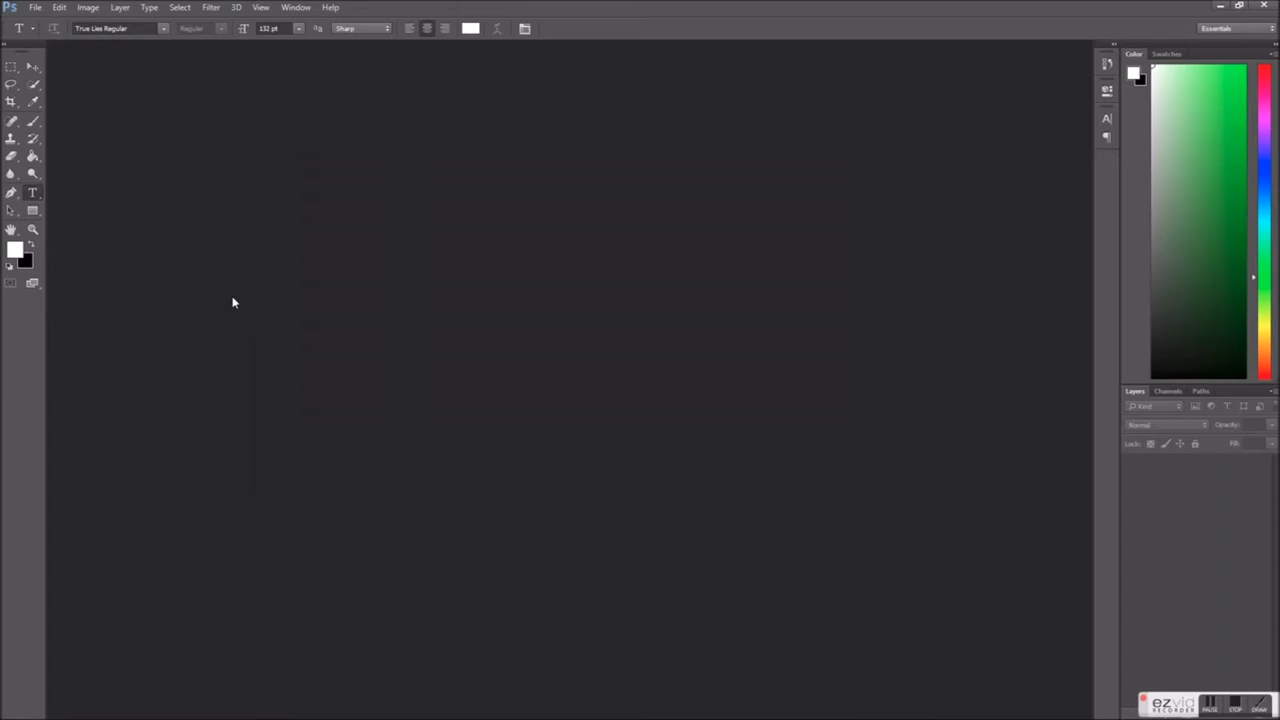 Ps File Edit Image Layer Type Select Filter 3D View Window Help
T True Lies Regular Regular 132 pt Sharp Essentials
Color Swatches
A
T
Layers Channels Paths
Kind T
Normal Opacity:
Lock: Fill:
ezvid RECORDER PAUSE STOP DRAW